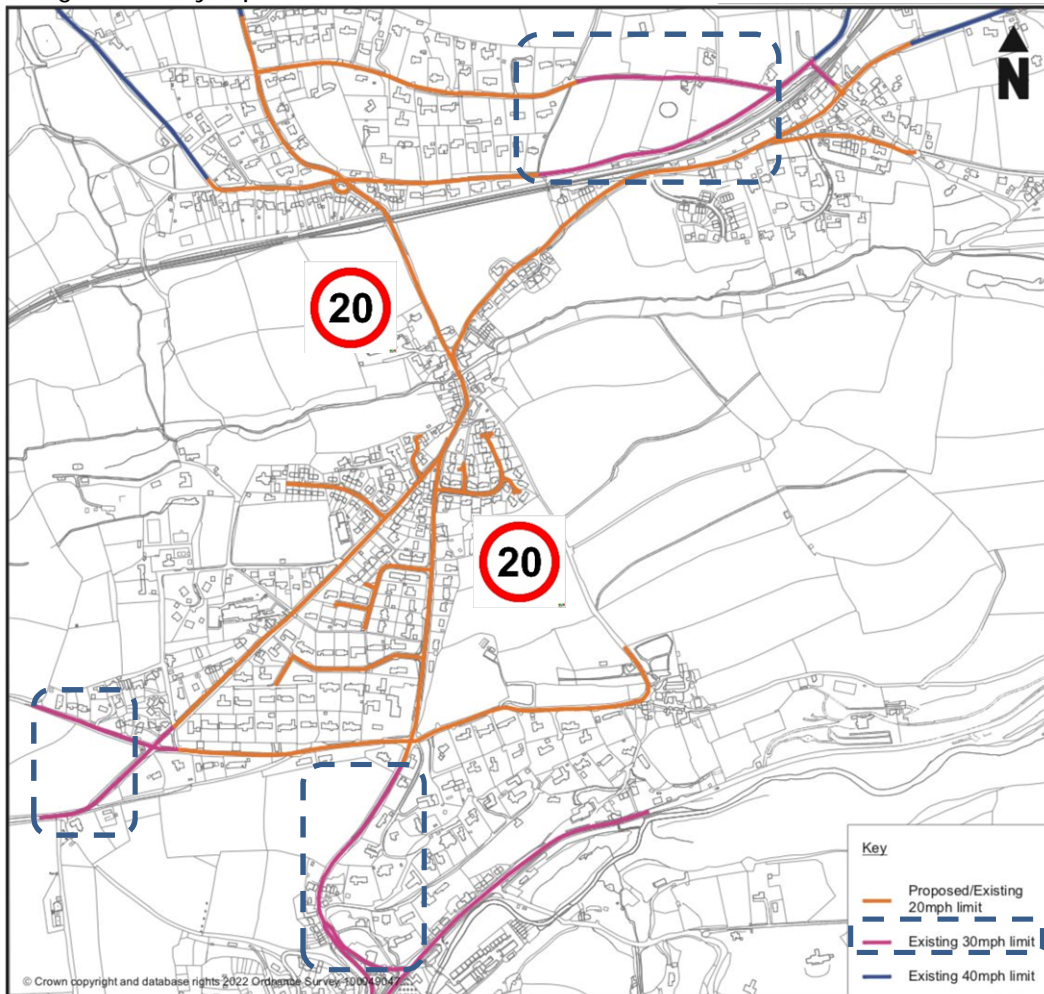 N
20
20
Key
Proposed/Existing
20mph limit
Existing 30mph limit
Existing 40mph limit
© Crown copyright and database rights 2022 Ordnance Survey